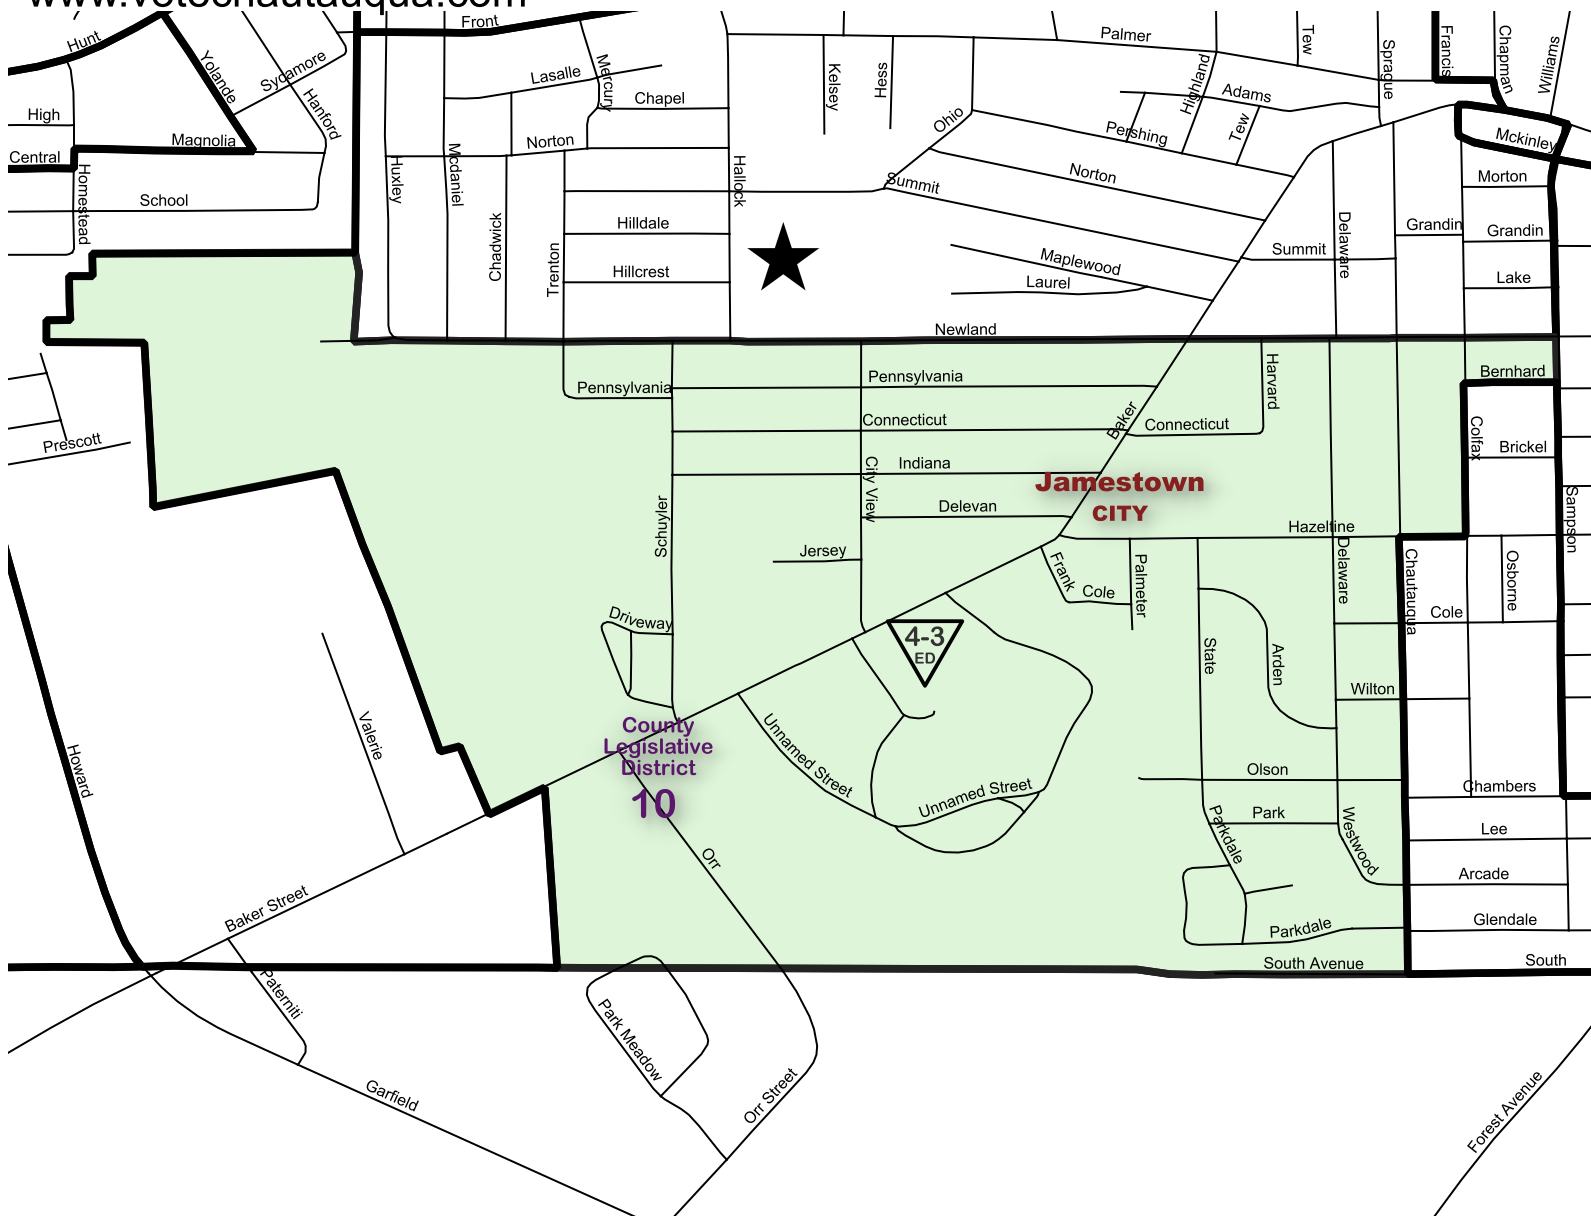 www.votechautauqua.com
Front
Hunt
Yolande
Sycamore
Hanford
High
Magnolia
Central
Homestead
School
Lasalle
Mercury
Chapel
Norton
Huxley
Mcdaniel
Chadwick
Trenton
Hallock
Hilldale
Hillcrest
Kelsey
Hess
Palmer
Highland
Tew
Sprague
Francis
Chapman
Williams
Adams
Ohio
Pershing
Tew
Mckinley
Norton
Summit
Morton
Grandin
Grandin
Delaware
Summit
Maplewood
Laurel
Lake
Newland
Prescott
Pennsylvania
Pennsylvania
Harvard
Bernhard
Connecticut
Baker
Connecticut
Colfax
Brickel
City View
Indiana
Jamestown
CITY
Delevan
Schuyler
Hazeltine
Sampson
Jersey
Frank
Cole
Palmeter
Delaware
Chautauqua
Osborne
Cole
Driveway
4-3
ED
State
Arden
Wilton
County
Legislative
District
10
Unnamed Street
Unnamed Street
Valerie
Howard
Olson
Chambers
Park
Parkdale
Westwood
Lee
Orr
Arcade
Baker Street
Parkdale
Glendale
South Avenue
South
Paterniti
Park Meadow
Garfield
Orr Street
Forest Avenue